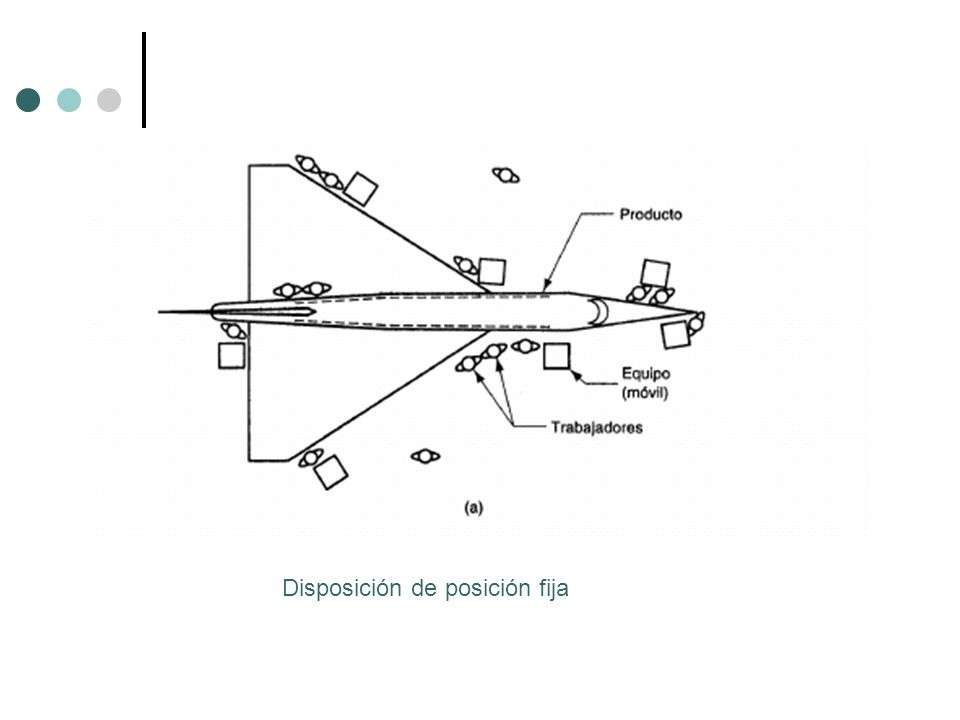 Producto
Equipo
(móvil)
Trabajadores
(a)
Disposición de posición fija